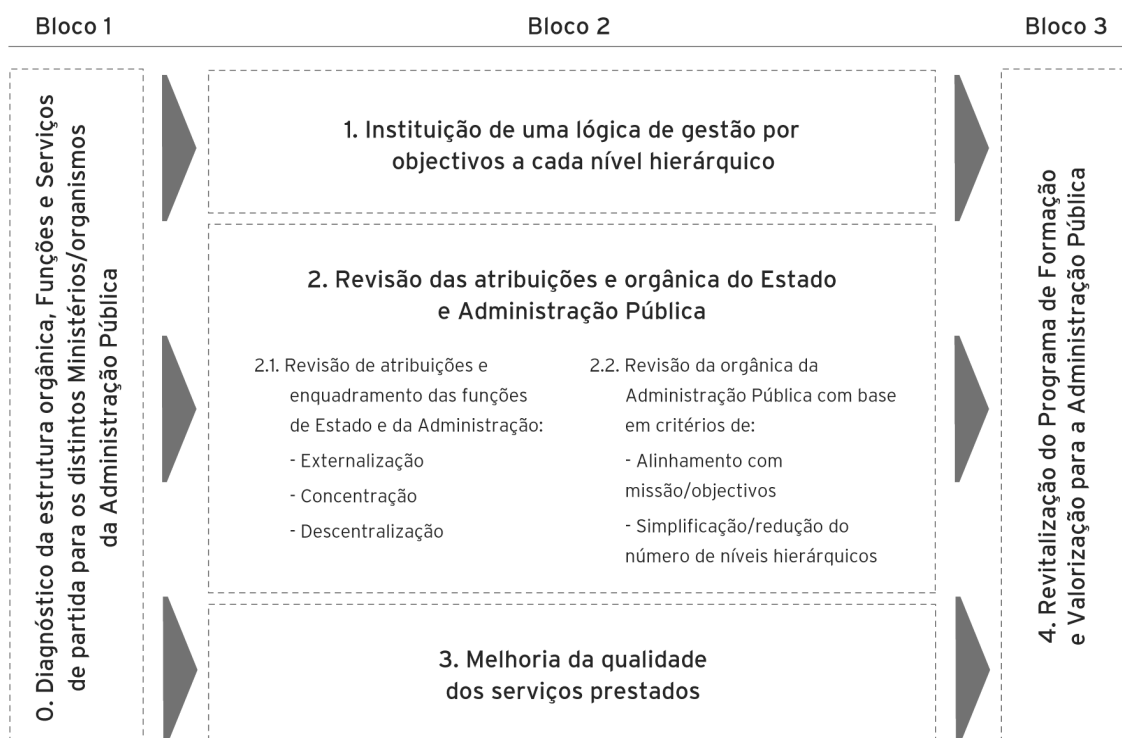 Bloco 1
Bloco 2
Bloco 3
0. Diagnóstico da estrutura orgânica, Funções e Serviços
de partida para os distintos Ministérios/organismos
da Administração Pública
1. Instituição de uma lógica de gestão por
objectivos a cada nível hierárquico
2. Revisão das atribuições e orgânica do Estado
e Administração Pública
2.1. Revisão de atribuições e
enquadramento das funções
de Estado e da Administração:
- Externalização
- Concentração
- Descentralização
2.2. Revisão da orgânica da
Administração Pública com base
em critérios de:
- Alinhamento com
missão/objectivos
- Simplificação/redução do
número de níveis hierárquicos
3. Melhoria da qualidade
dos serviços prestados
4. Revitalização do Programa de Formação
e Valorização para a Administração Pública